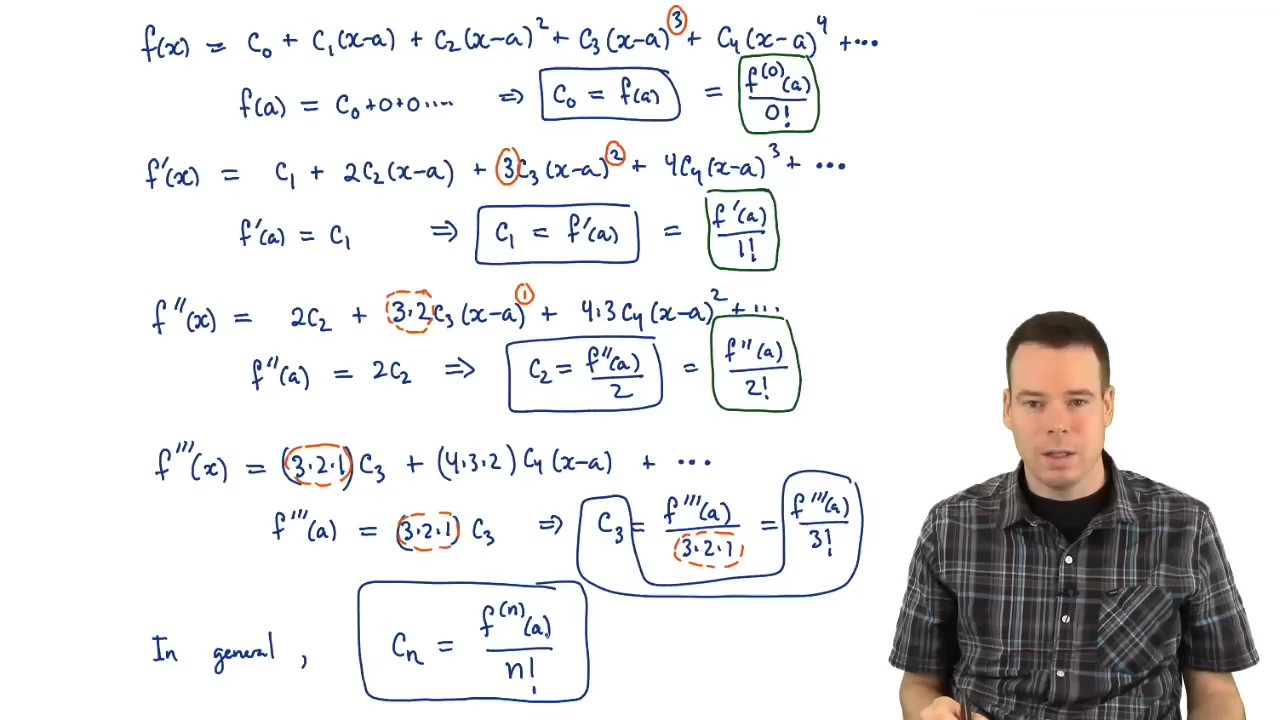 f(x) = C₀ + C₁(x-a) + C₂(x-a)² + C₃(x-a)³ + C₄(x-a)⁴ + ...
f(a) = C₀ + 0 + 0 .... ⇒ C₀ = f(a) = f⁽⁰⁾(a) / 0!
f'(x) = C₁ + 2C₂(x-a) + 3C₃(x-a)² + 4C₄(x-a)³ + ...
f'(a) = C₁ ⇒ C₁ = f'(a) = f'(a) / 1!
f''(x) = 2C₂ + 3·2C₃(x-a)¹ + 4·3C₄(x-a)² + ...
f''(a) = 2C₂ ⇒ C₂ = f''(a) / 2 = f''(a) / 2!
f'''(x) = (3·2·1)C₃ + (4·3·2)C₄(x-a) + ...
f'''(a) = (3·2·1)C₃ ⇒ C₃ = f'''(a) / 3·2·1 = f'''(a) / 3!
In general, Cₙ = f⁽ⁿ⁾(a) / n!